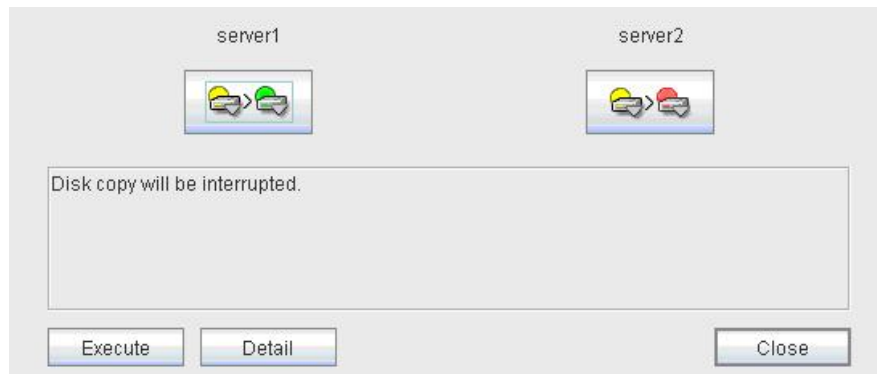 server1 server2
> >
Disk copy will be interrupted.
Execute Detail Close